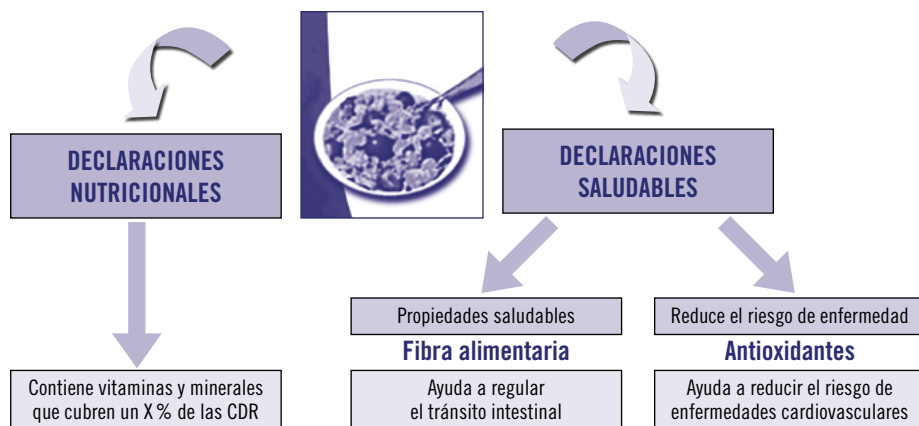 DECLARACIONES
NUTRICIONALES
DECLARACIONES
SALUDABLES
Propiedades saludables
Reduce el riesgo de enfermedad
Fibra alimentaria
Antioxidantes
Contiene vitaminas y minerales
que cubren un X % de las CDR
Ayuda a regular
el tránsito intestinal
Ayuda a reducir el riesgo de
enfermedades cardiovasculares